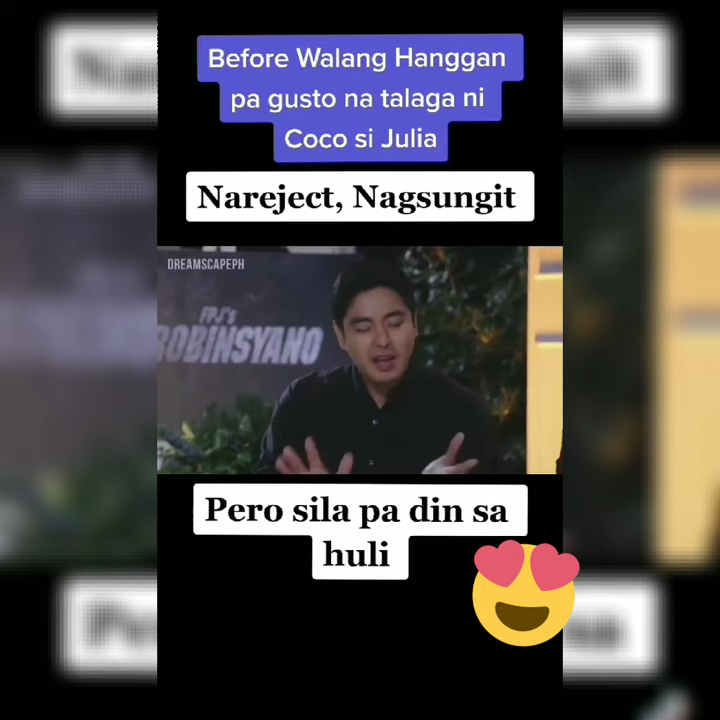 Before Walang Hanggan
pa gusto na talaga ni
Coco si Julia
Nareject, Nagsungit
DREAMSCAPEPH
FPJ's
ROBINSYANO
Pero sila pa din sa
huli